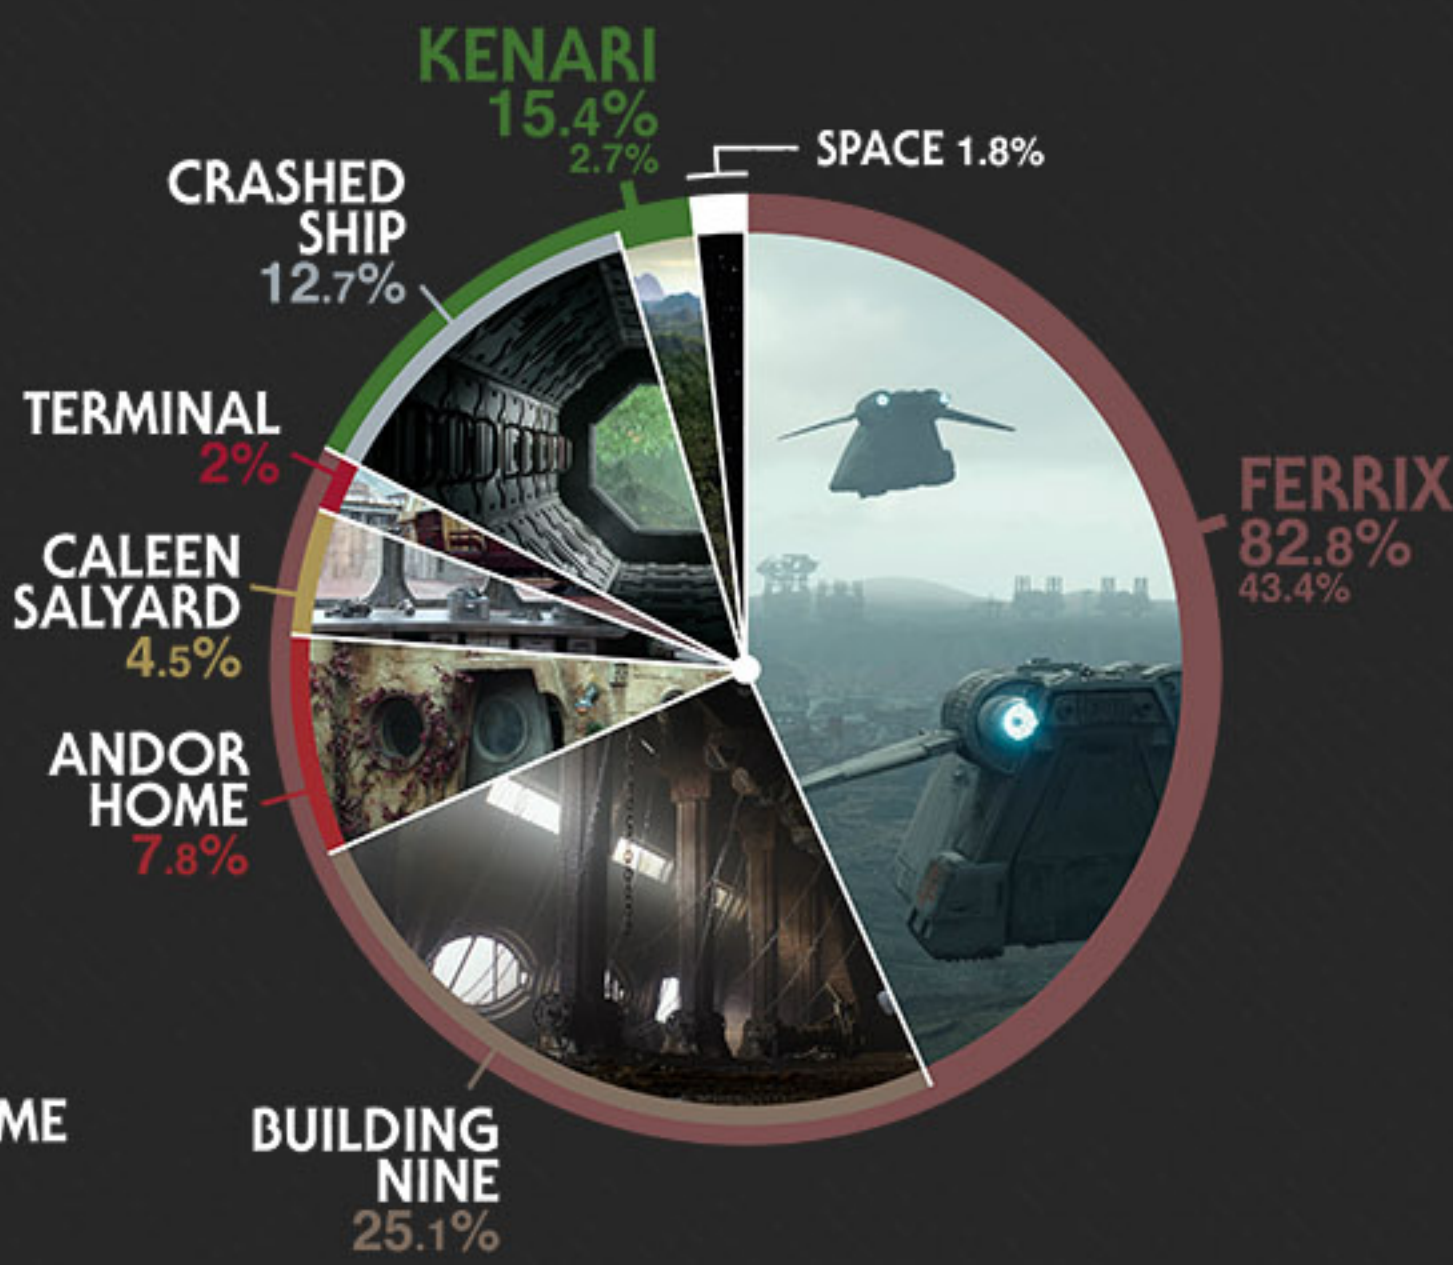 KENARI
15.4%
2.7%
SPACE 1.8%
CRASHED
SHIP
12.7%
TERMINAL
2%
FERRIX
82.8%
43.4%
CALEEN
SALYARD
4.5%
ANDOR
HOME
7.8%
ME
BUILDING
NINE
25.1%